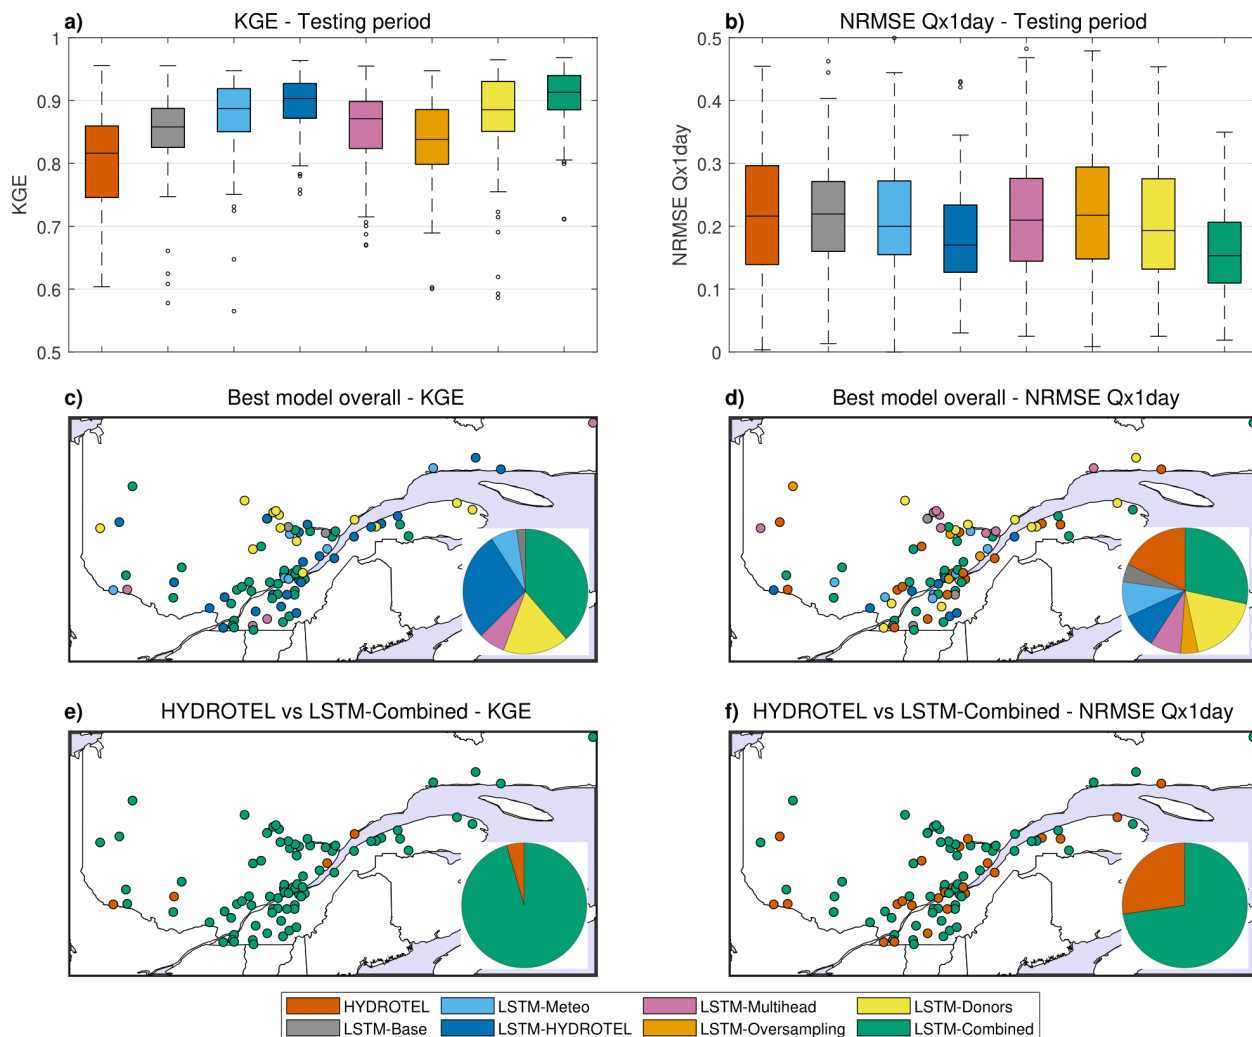 a) KGE - Testing period
b) NRMSE Qx1day - Testing period
1
0.9
0.8
0.7
0.6
0.5
KGE
0.5
0.4
0.3
0.2
0.1
0
NRMSE Qx1day
c) Best model overall - KGE
d) Best model overall - NRMSE Qx1day
e) HYDROTEL vs LSTM-Combined - KGE
f) HYDROTEL vs LSTM-Combined - NRMSE Qx1day
HYDROTEL LSTM-Meteo LSTM-Multihead LSTM-Donors
LSTM-Base LSTM-HYDROTEL LSTM-Oversampling LSTM-Combined